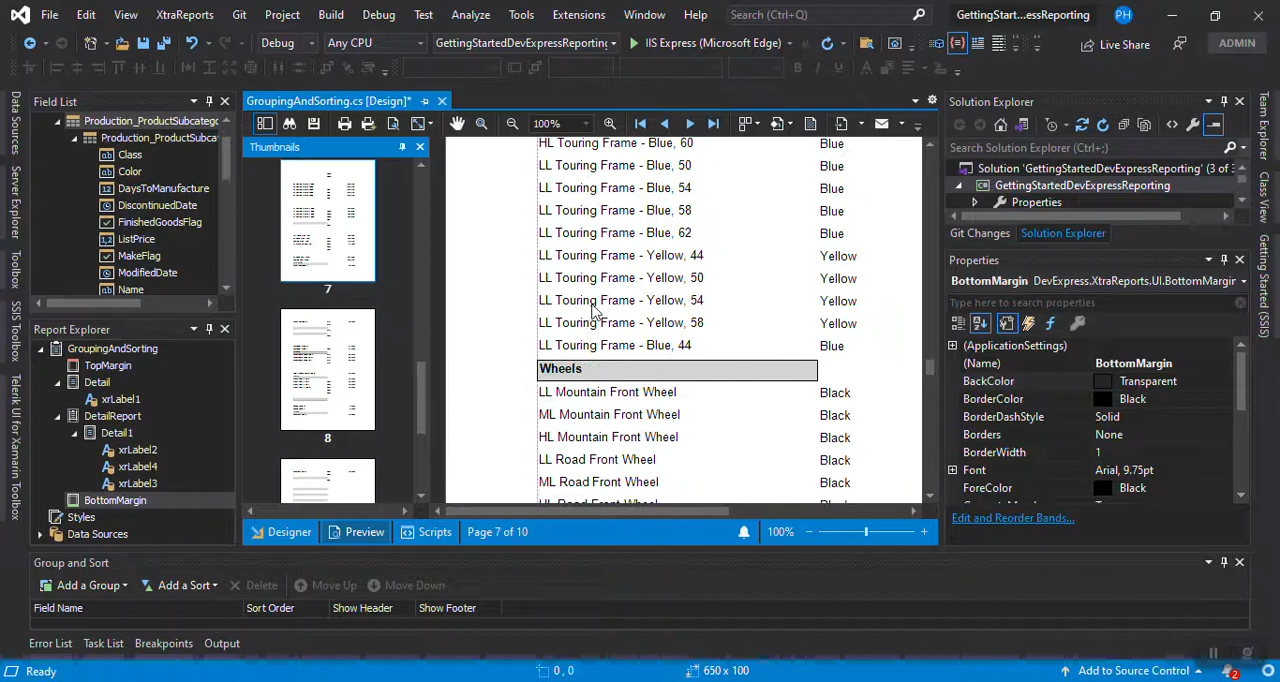 File Edit View XtraReports Git Project Build Debug Test Analyze Tools Extensions Window Help Search (Ctrl+Q) GettingStart...essReporting PH
Debug Any CPU GettingStartedDevExpressReporting IIS Express (Microsoft Edge) Live Share ADMIN
B I U A
Data Sources
Server Explorer
Toolbox
SSIS Toolbox
Telerik UI for Xamarin Toolbox
Field List
Production_ProductSubcatego
Production_ProductSubca
Class
Color
DaysToManufacture
DiscontinuedDate
FinishedGoodsFlag
ListPrice
MakeFlag
ModifiedDate
Name
Report Explorer
GroupingAndSorting
TopMargin
Detail
xrLabel1
DetailReport
Detail1
xrLabel2
xrLabel4
xrLabel3
BottomMargin
Styles
Data Sources
GroupingAndSorting.cs [Design]*
100%
Thumbnails
7
8
HL Touring Frame - Blue, 60 Blue
LL Touring Frame - Blue, 50 Blue
LL Touring Frame - Blue, 54 Blue
LL Touring Frame - Blue, 58 Blue
LL Touring Frame - Blue, 62 Blue
LL Touring Frame - Yellow, 44 Yellow
LL Touring Frame - Yellow, 50 Yellow
LL Touring Frame - Yellow, 54 Yellow
LL Touring Frame - Yellow, 58 Yellow
LL Touring Frame - Blue, 44 Blue
Wheels
LL Mountain Front Wheel Black
ML Mountain Front Wheel Black
HL Mountain Front Wheel Black
LL Road Front Wheel Black
ML Road Front Wheel Black
HL Road Front Wheel Black
Designer Preview Scripts Page 7 of 10 100%
Solution Explorer
Search Solution Explorer (Ctrl+;)
Solution 'GettingStartedDevExpressReporting' (3 of 3
GettingStartedDevExpressReporting
Properties
Git Changes Solution Explorer
Properties
BottomMargin DevExpress.XtraReports.UI.BottomMargin
Type here to search properties
(ApplicationSettings)
(Name) BottomMargin
BackColor Transparent
BorderColor Black
BorderDashStyle Solid
Borders None
BorderWidth 1
Font Arial, 9.75pt
ForeColor Black
Edit and Reorder Bands...
Team Explorer
Class View
Getting Started (SSIS)
Group and Sort
Add a Group Add a Sort Delete Move Up Move Down
Field Name Sort Order Show Header Show Footer
Error List Task List Breakpoints Output
Ready 0 , 0 650 x 100 Add to Source Control 2